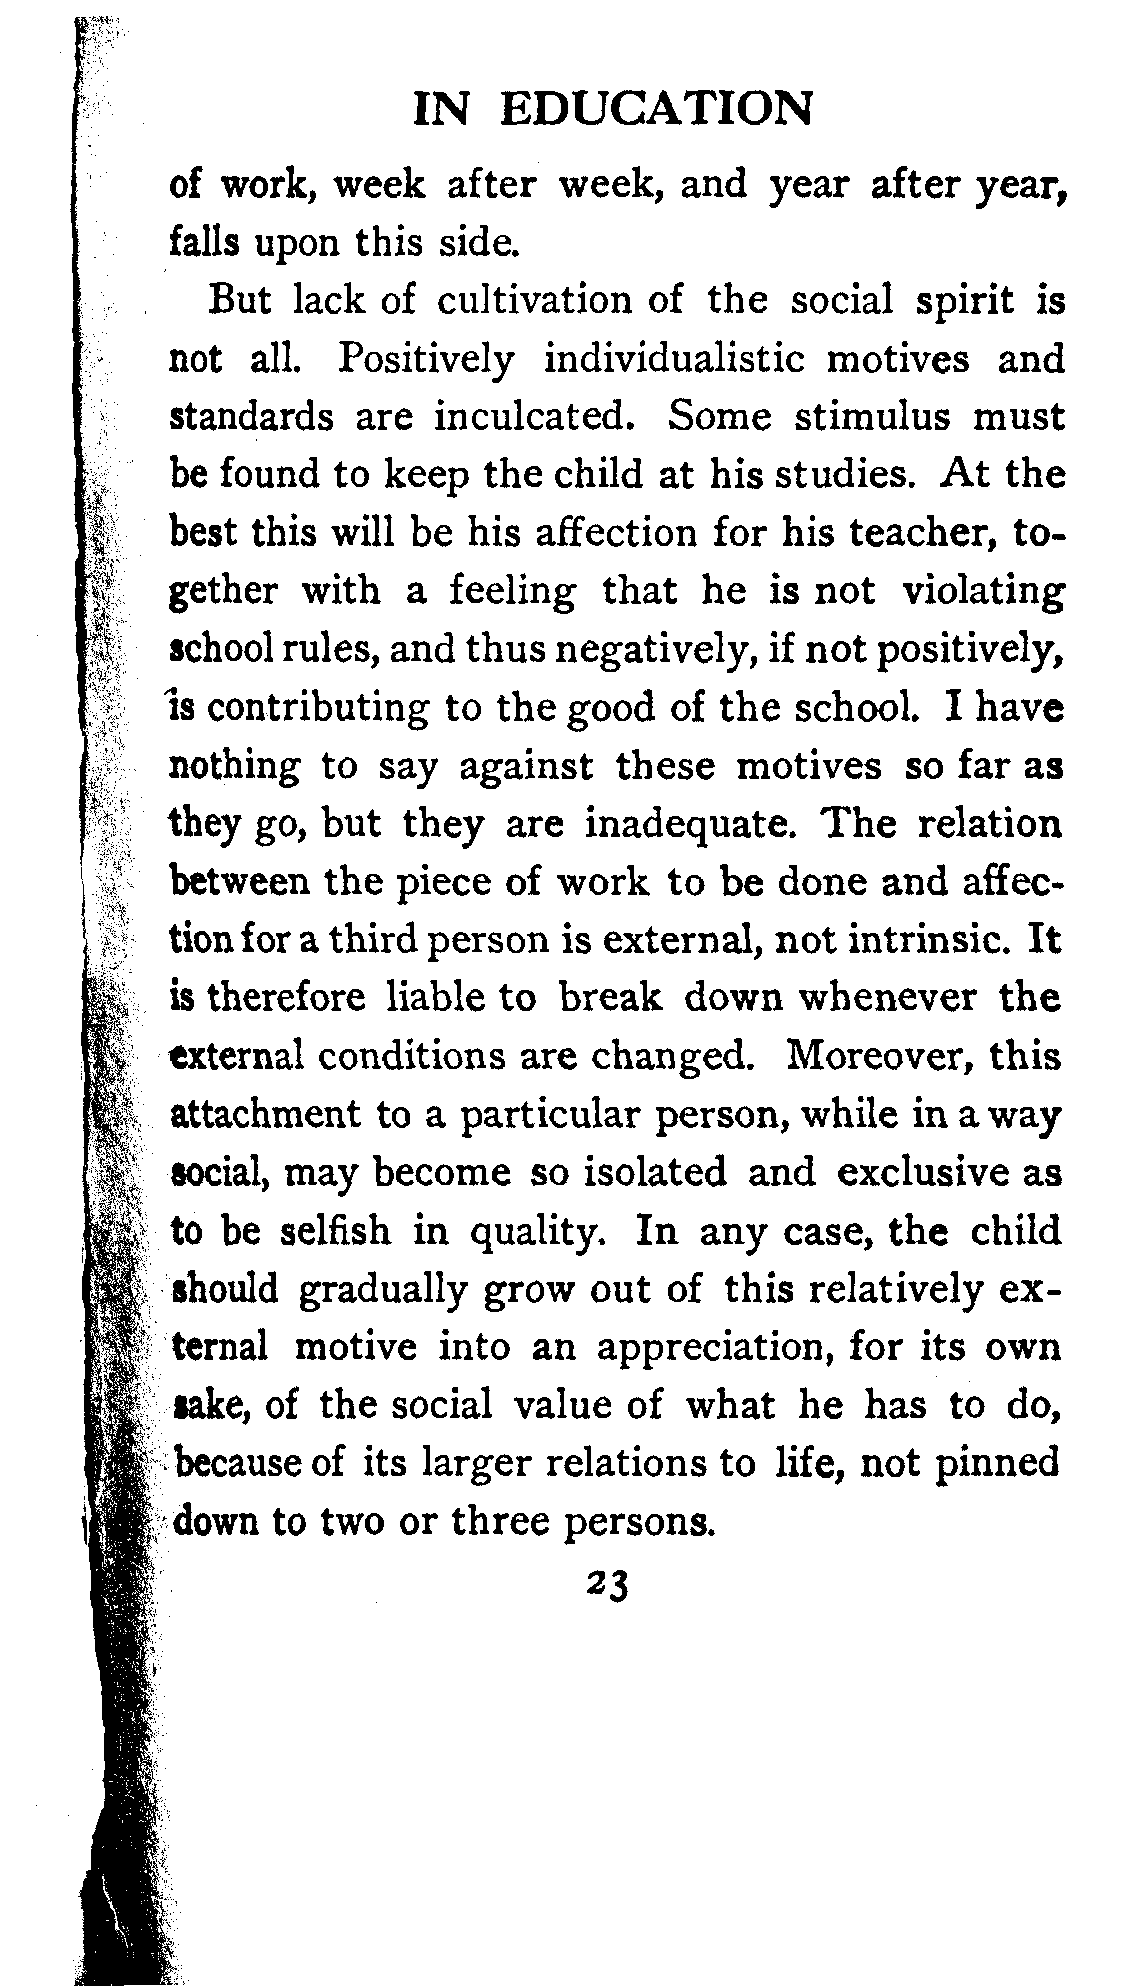 IN EDUCATION
of work, week after week, and year after year,
falls upon this side.
But lack of cultivation of the social spirit is
not all. Positively individualistic motives and
standards are inculcated. Some stimulus must
be found to keep the child at his studies. At the
best this will be his affection for his teacher, to-
gether with a feeling that he is not violating
school rules, and thus negatively, if not positively,
is contributing to the good of the school. I have
nothing to say against these motives so far as
they go, but they are inadequate. The relation
between the piece of work to be done and affec-
tion for a third person is external, not intrinsic. It
is therefore liable to break down whenever the
external conditions are changed. Moreover, this
attachment to a particular person, while in a way
social, may become so isolated and exclusive as
to be selfish in quality. In any case, the child
should gradually grow out of this relatively ex-
ternal motive into an appreciation, for its own
sake, of the social value of what he has to do,
because of its larger relations to life, not pinned
down to two or three persons.
23